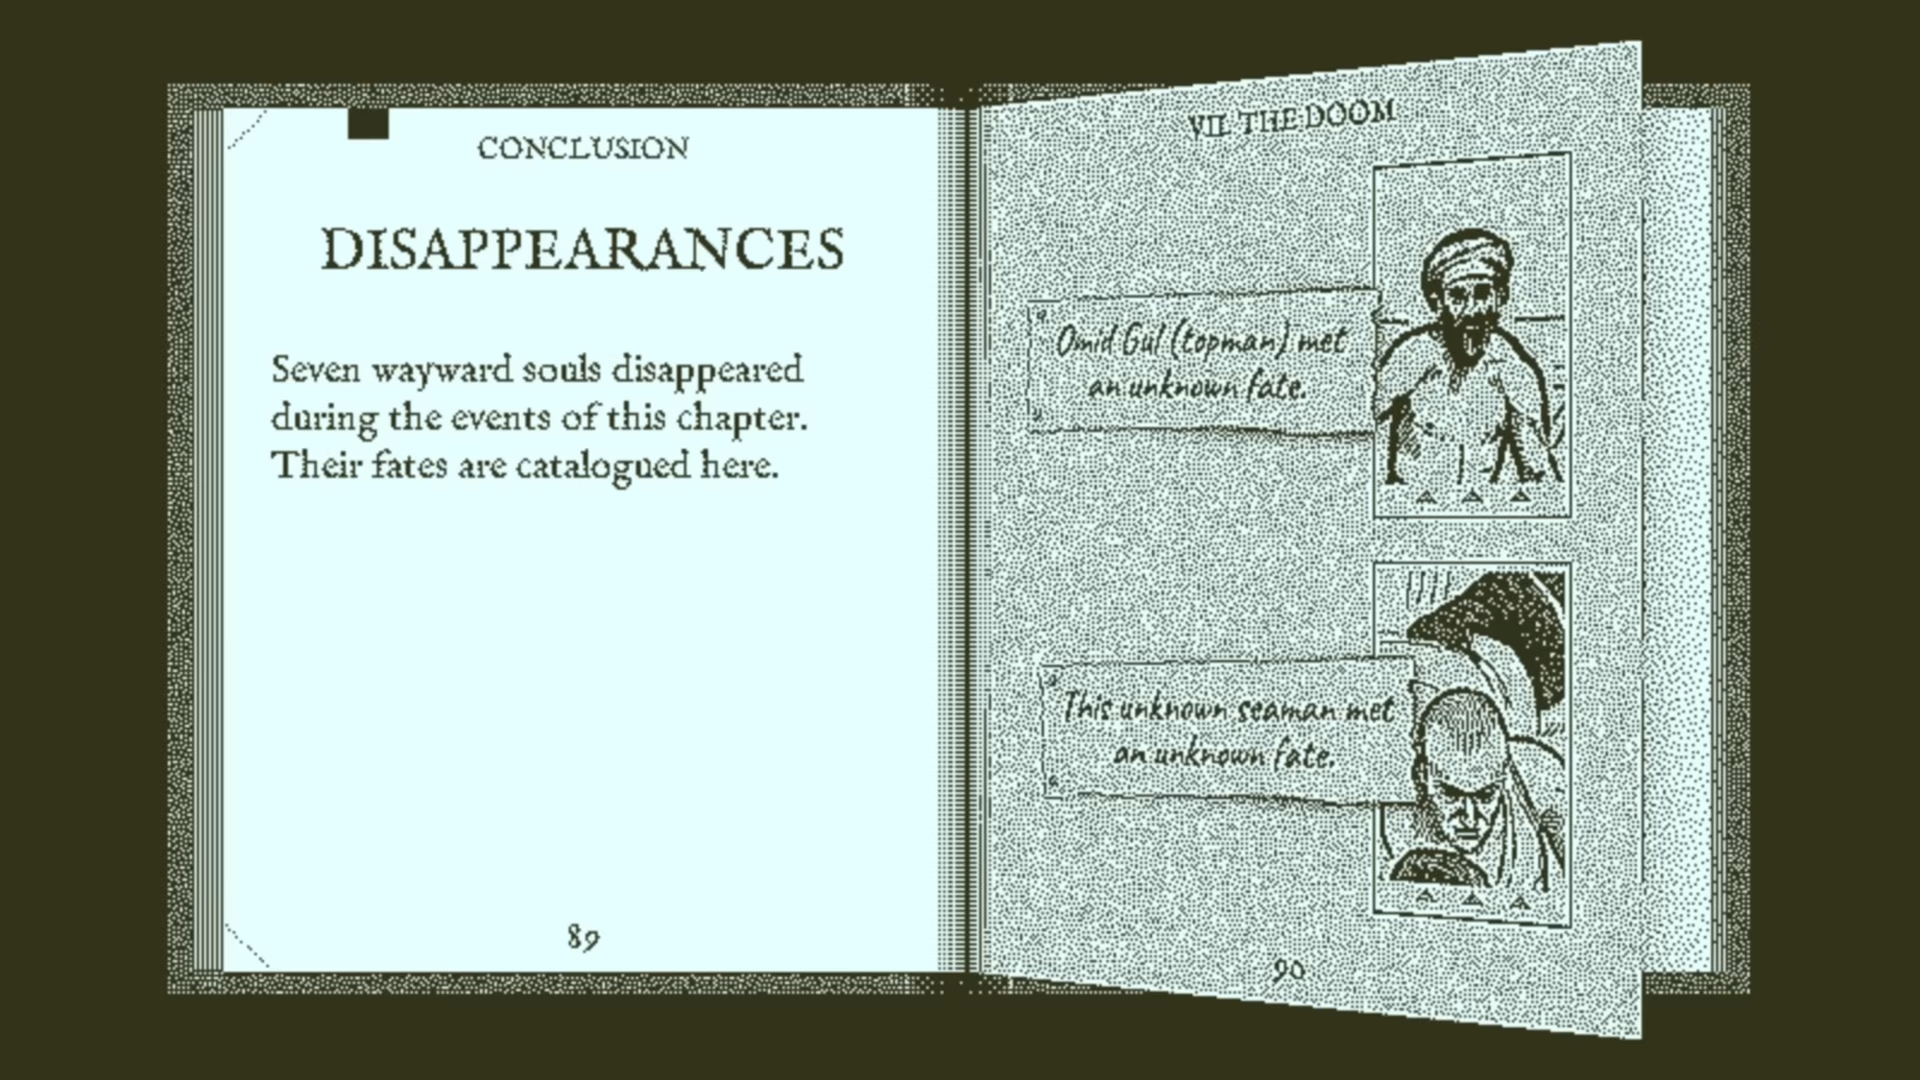 CONCLUSION
DISAPPEARANCES
Seven wayward souls disappeared
during the events of this chapter.
Their fates are catalogued here.
89
VII. THE DOOM
Omid Gul (topman) met
an unknown fate.
This unknown seaman met
an unknown fate.
90